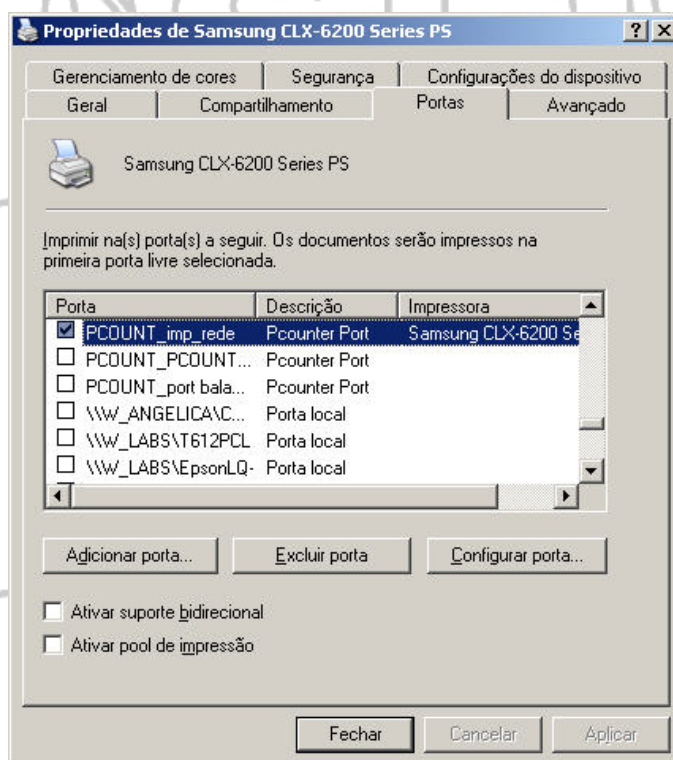 Propriedades de Samsung CLX-6200 Series PS
Gerenciamento de cores Segurança Configurações do dispositivo
Geral Compartilhamento Portas Avançado
Samsung CLX-6200 Series PS
Imprimir na(s) porta(s) a seguir. Os documentos serão impressos na
primeira porta livre selecionada.
Porta Descrição Impressora
PCOUNT_imp_rede Pcounter Port Samsung CLX-6200 Se
PCOUNT_PCOUNT... Pcounter Port
PCOUNT_port bala... Pcounter Port
\\W_ANGELICA\C... Porta local
\\W_LABS\T612PCL Porta local
\\W_LABS\EpsonLQ- Porta local
Adicionar porta... Excluir porta Configurar porta...
Ativar suporte bidirecional
Ativar pool de impressão
Fechar Cancelar Aplicar